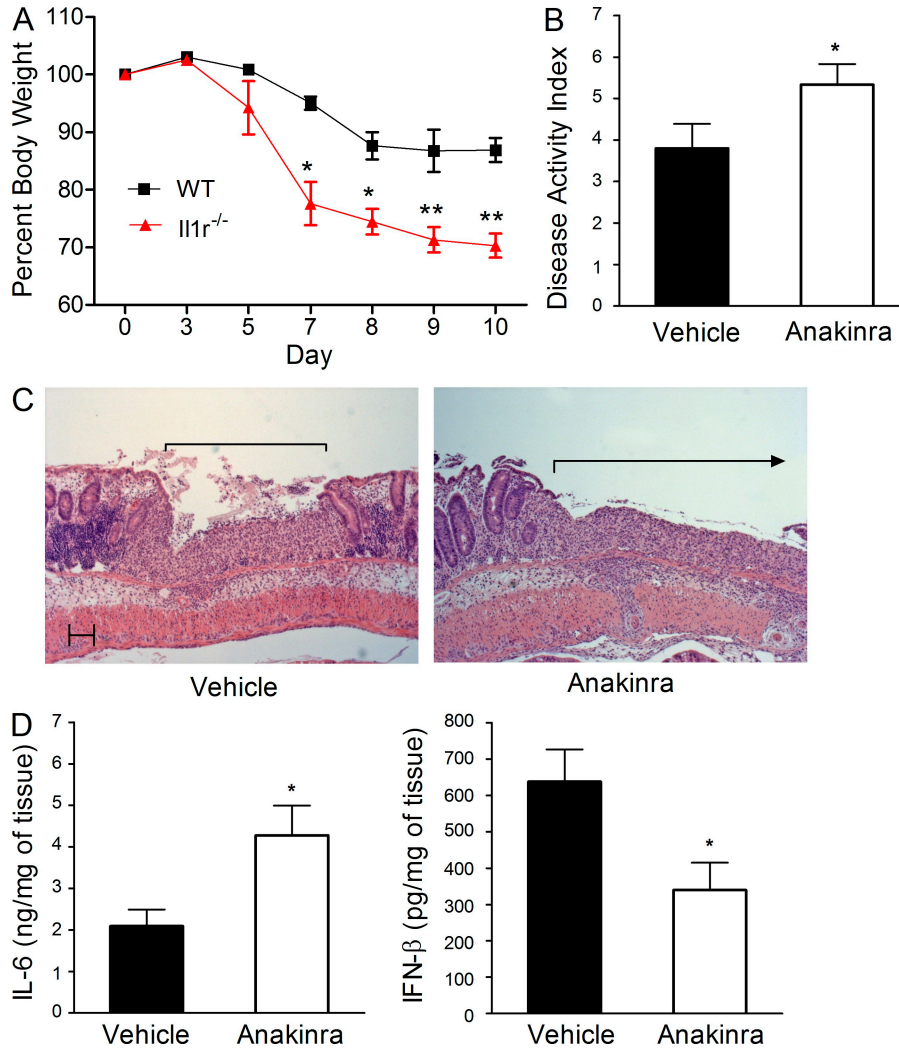 A
Percent Body Weight
110
100
90
80
70
60
WT
Il1r-/-
*
*
**
**
0 3 5 7 8 9 10
Day
B
Disease Activity Index
7
6
5
4
3
2
1
0
*
Vehicle Anakinra
C
Vehicle Anakinra
D
IL-6 (ng/mg of tissue)
7
6
5
4
3
2
1
0
*
Vehicle Anakinra
IFN-β (pg/mg of tissue)
800
700
600
500
400
300
200
100
0
*
Vehicle Anakinra